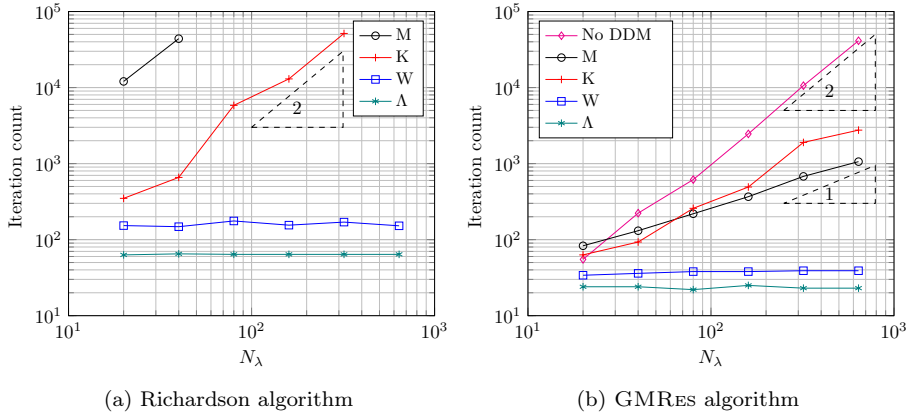 10^5
10^4
10^3
10^2
10^1
Iteration count
M
K
W
Λ
2
10^1
10^2
10^3
N_λ
(a) Richardson algorithm
10^5
10^4
10^3
10^2
10^1
Iteration count
No DDM
M
K
W
Λ
2
1
10^1
10^2
10^3
N_λ
(b) GMRES algorithm